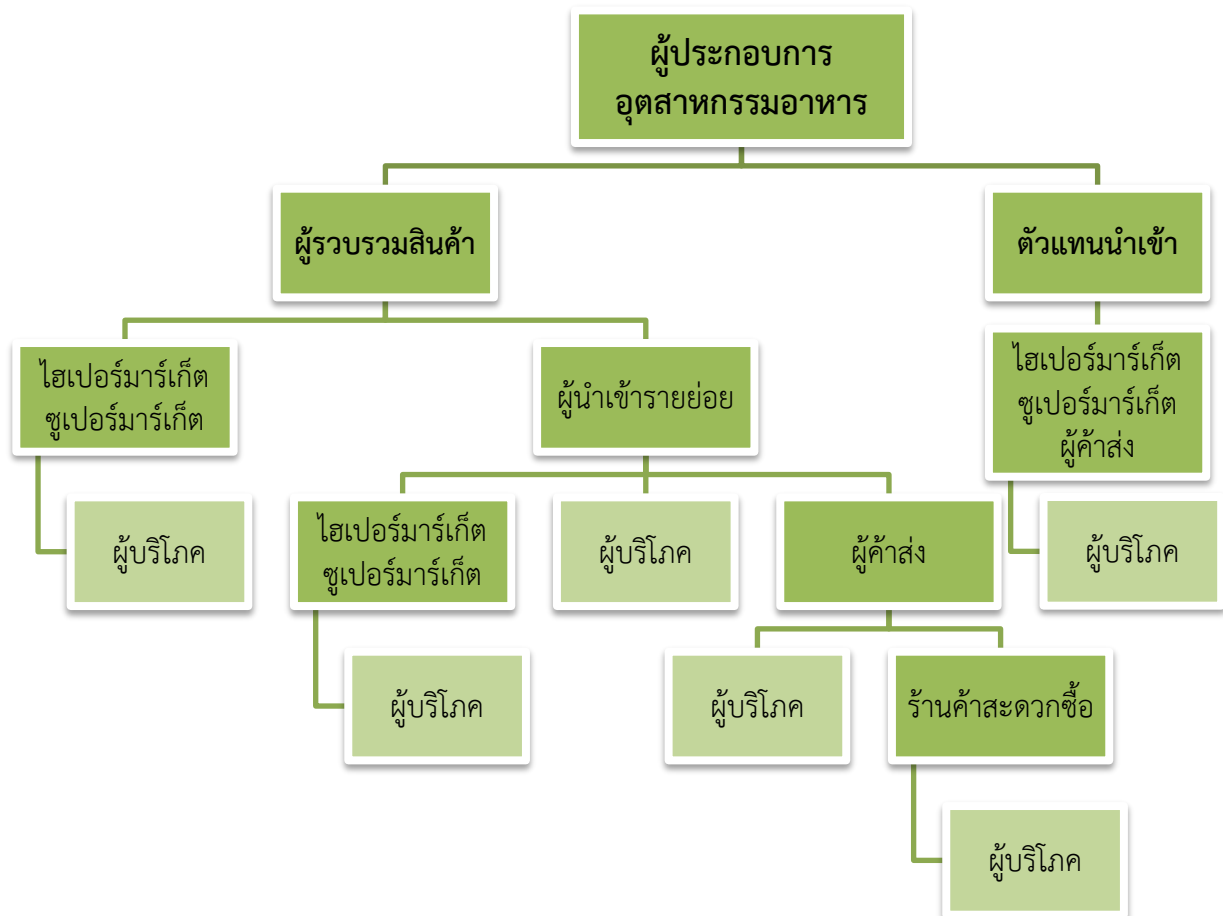 ผู้ประกอบการ
อุตสาหกรรมอาหาร
ผู้รวบรวมสินค้า
ตัวแทนนำเข้า
ไฮเปอร์มาร์เก็ต
ซูเปอร์มาร์เก็ต
ผู้นำเข้ารายย่อย
ไฮเปอร์มาร์เก็ต
ซูเปอร์มาร์เก็ต
ผู้ค้าส่ง
ผู้บริโภค
ไฮเปอร์มาร์เก็ต
ซูเปอร์มาร์เก็ต
ผู้บริโภค
ผู้ค้าส่ง
ผู้บริโภค
ผู้บริโภค
ผู้บริโภค
ร้านค้าสะดวกซื้อ
ผู้บริโภค